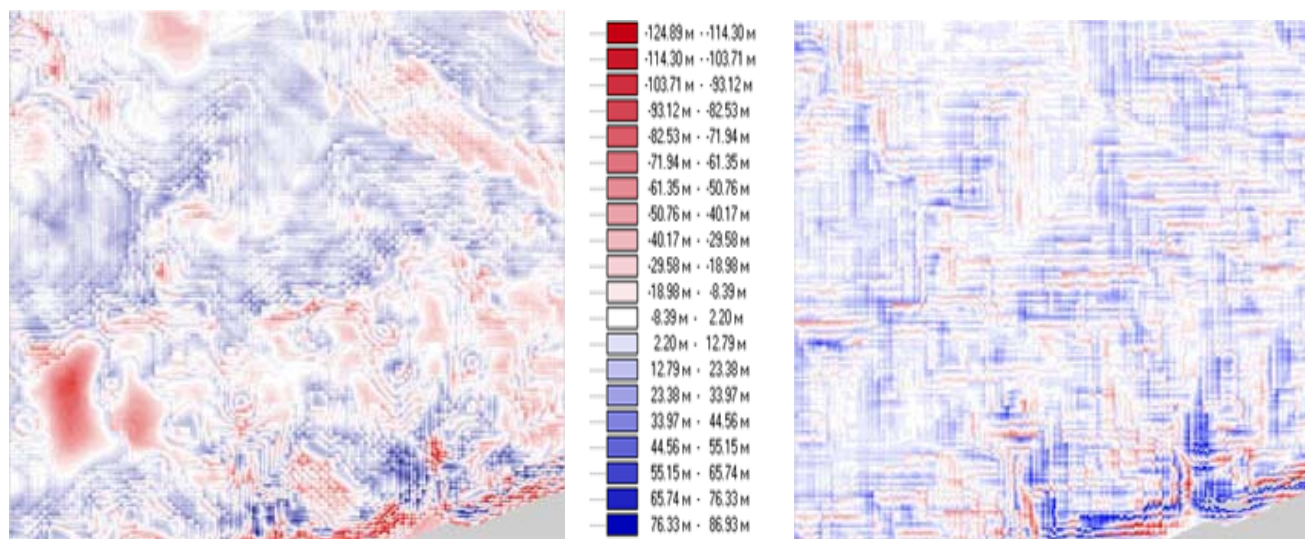 -124.89 м · -114.30 м
-114.30 м · -103.71 м
-103.71 м · -93.12 м
-93.12 м · -82.53 м
-82.53 м · -71.94 м
-71.94 м · -61.35 м
-61.35 м · -50.76 м
-50.76 м · -40.17 м
-40.17 м · -29.58 м
-29.58 м · -18.98 м
-18.98 м · -8.39 м
-8.39 м · 2.20 м
2.20 м · 12.79 м
12.79 м · 23.38 м
23.38 м · 33.97 м
33.97 м · 44.56 м
44.56 м · 55.15 м
55.15 м · 65.74 м
65.74 м · 76.33 м
76.33 м · 86.93 м